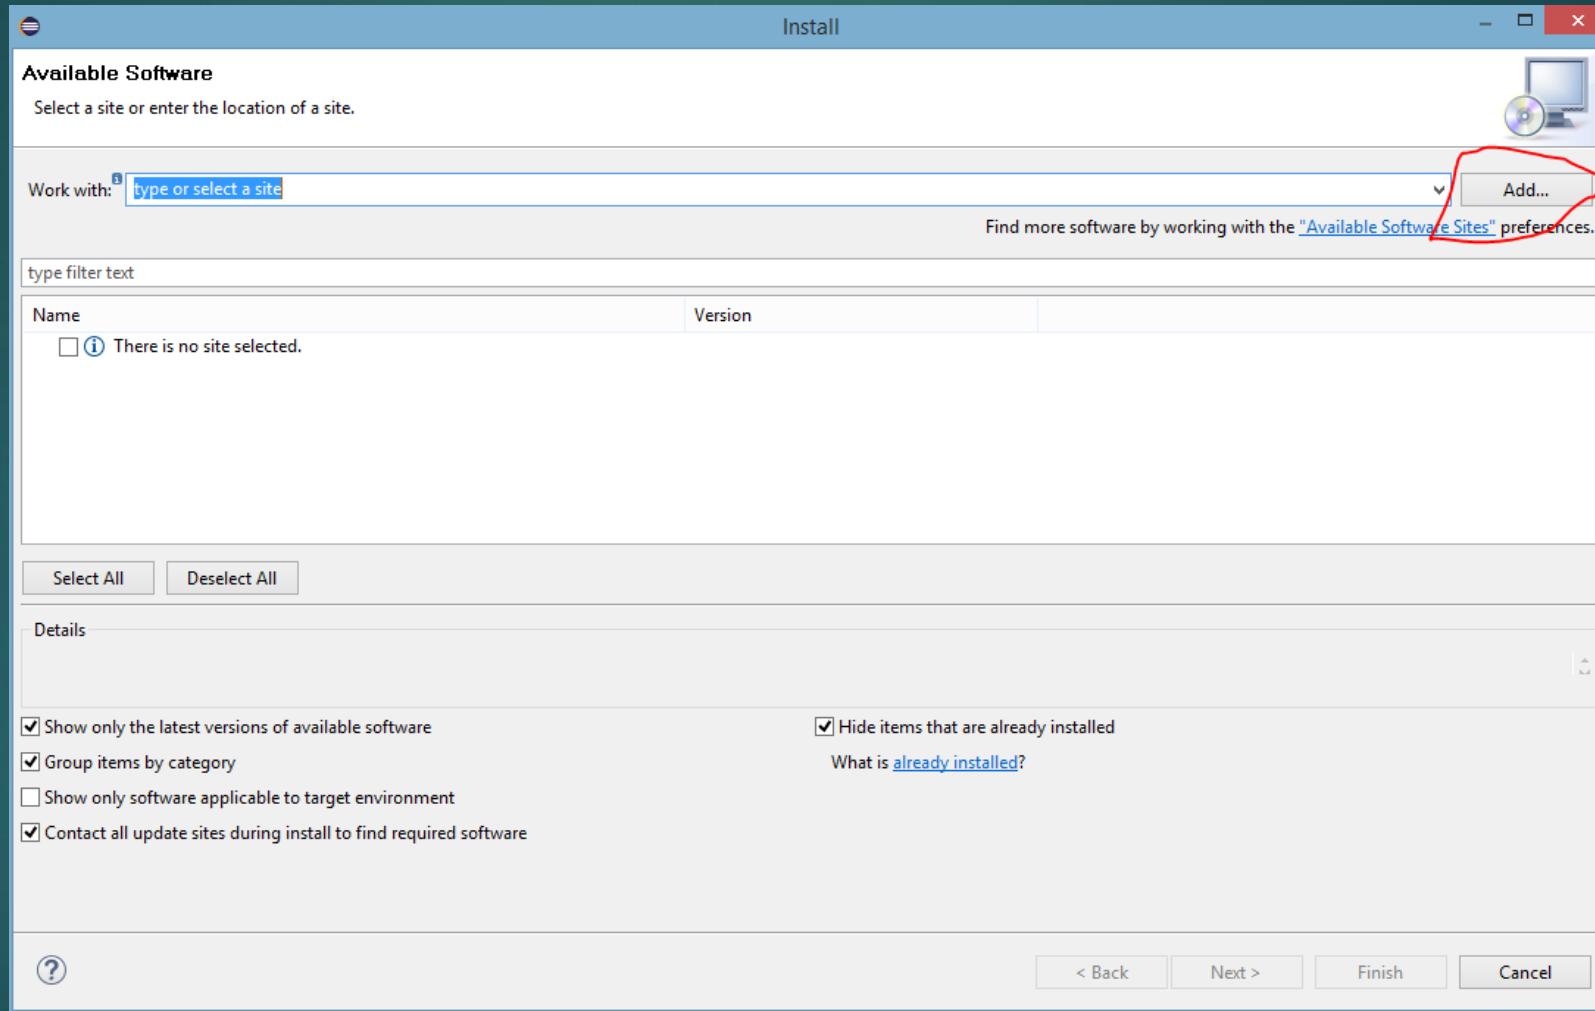 Install
Available Software
Select a site or enter the location of a site.
Work with: type or select a site Add...
Find more software by working with the "Available Software Sites" preferences.
type filter text
Name Version
There is no site selected.
Select All Deselect All
Details
Show only the latest versions of available software Hide items that are already installed
Group items by category What is already installed?
Show only software applicable to target environment
Contact all update sites during install to find required software
? < Back Next > Finish Cancel